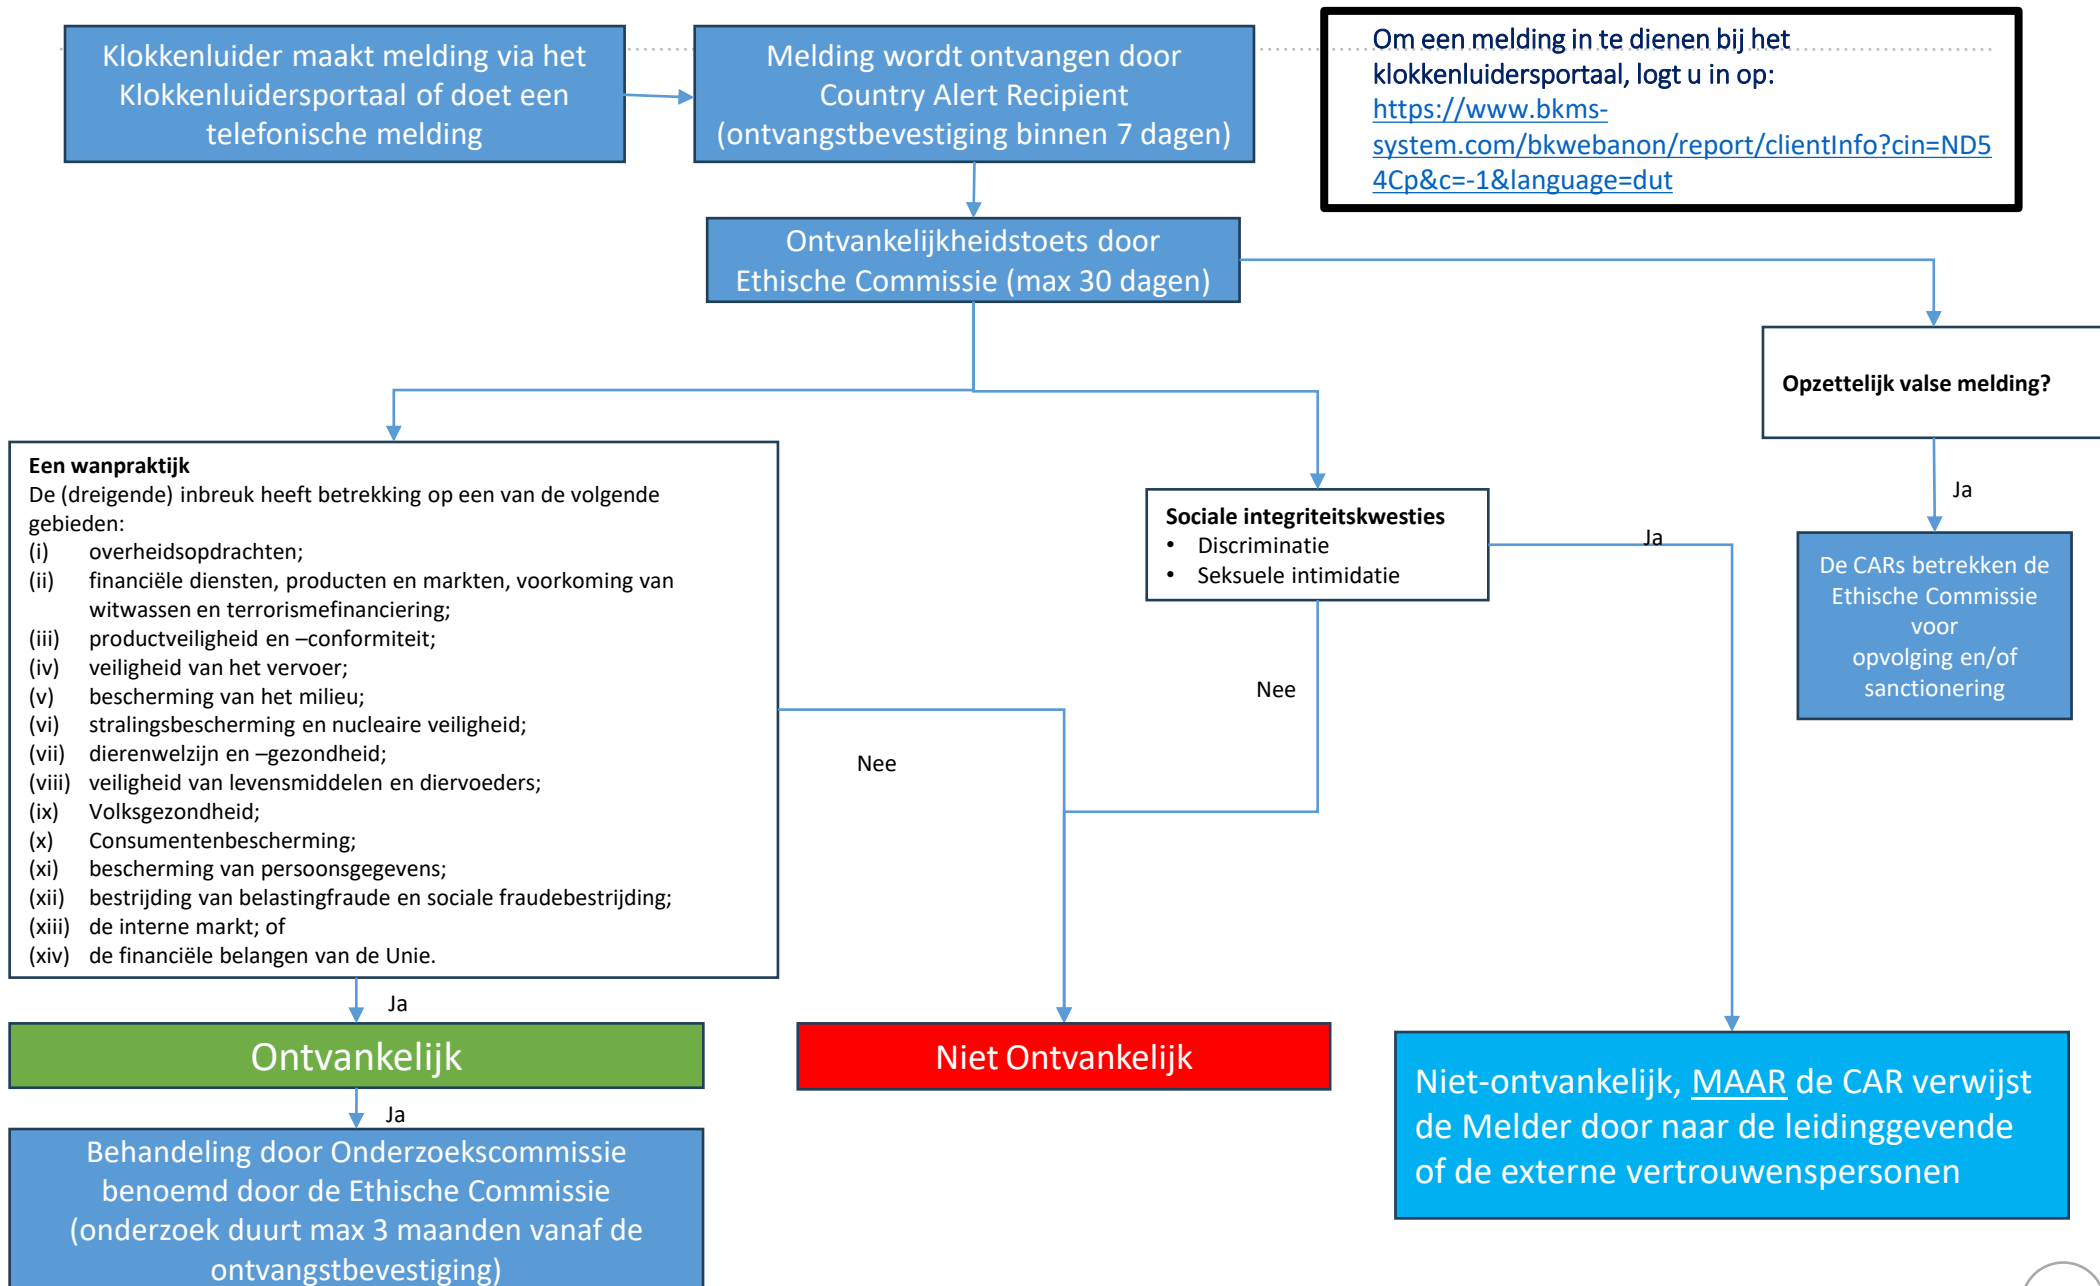 Klokkenluider maakt melding via het
Klokkenluidersportaal of doet een
telefonische melding
Melding wordt ontvangen door
Country Alert Recipient
(ontvangstbevestiging binnen 7 dagen)
Om een melding in te dienen bij het
klokkenluidersportaal, logt u in op:
https://www.bkms-
system.com/bkwebanon/report/clientInfo?cin=ND5
4Cp&c=-1&language=dut
Ontvankelijkheidstoets door
Ethische Commissie (max 30 dagen)
Opzettelijk valse melding?
Ja
De CARs betrekken de
Ethische Commissie
voor
opvolging en/of
sanctionering
Een wanpraktijk
De (dreigende) inbreuk heeft betrekking op een van de volgende
gebieden:
(i) overheidsopdrachten;
(ii) financiële diensten, producten en markten, voorkoming van
witwassen en terrorismefinanciering;
(iii) productveiligheid en –conformiteit;
(iv) veiligheid van het vervoer;
(v) bescherming van het milieu;
(vi) stralingsbescherming en nucleaire veiligheid;
(vii) dierenwelzijn en –gezondheid;
(viii) veiligheid van levensmiddelen en diervoeders;
(ix) Volksgezondheid;
(x) Consumentenbescherming;
(xi) bescherming van persoonsgegevens;
(xii) bestrijding van belastingfraude en sociale fraudebestrijding;
(xiii) de interne markt; of
(xiv) de financiële belangen van de Unie.
Sociale integriteitskwesties
• Discriminatie
• Seksuele intimidatie
Ja
Nee
Nee
Ja
Ontvankelijk
Ja
Behandeling door Onderzoekscommissie
benoemd door de Ethische Commissie
(onderzoek duurt max 3 maanden vanaf de
ontvangstbevestiging)
Niet Ontvankelijk
Niet-ontvankelijk, MAAR de CAR verwijst
de Melder door naar de leidinggevende
of de externe vertrouwenspersonen